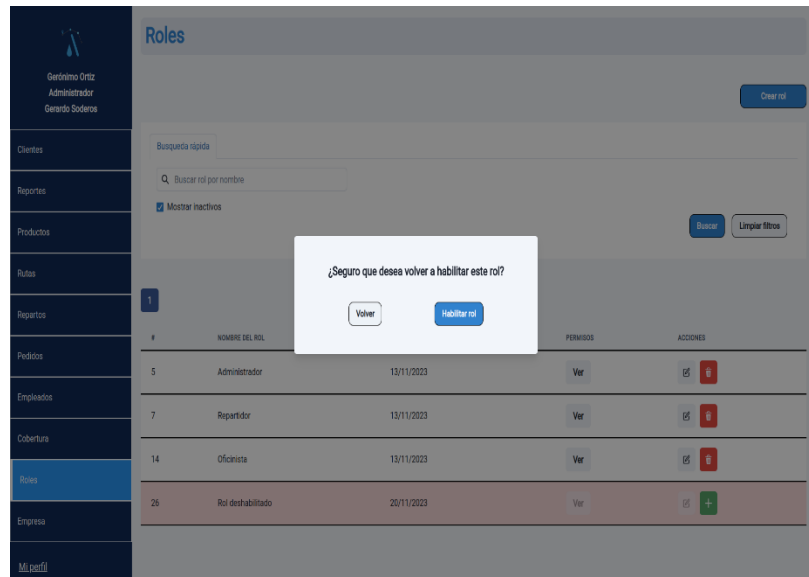 Roles
Gerónimo Ortiz
Administrador
Gerardo Soderos
Crear rol
Clientes
Reportes
Productos
Rutas
Repartos
Pedidos
Empleados
Cobertura
Roles
Empresa
Mi perfil
Busqueda rápida
Buscar rol por nombre
Mostrar inactivos
Buscar
Limpiar filtros
¿Seguro que desea volver a habilitar este rol?
Volver
Habilitar rol
1
# NOMBRE DEL ROL PERMISOS ACCIONES
5 Administrador 13/11/2023 Ver
7 Repartidor 13/11/2023 Ver
14 Oficinista 13/11/2023 Ver
26 Rol deshabilitado 20/11/2023 Ver